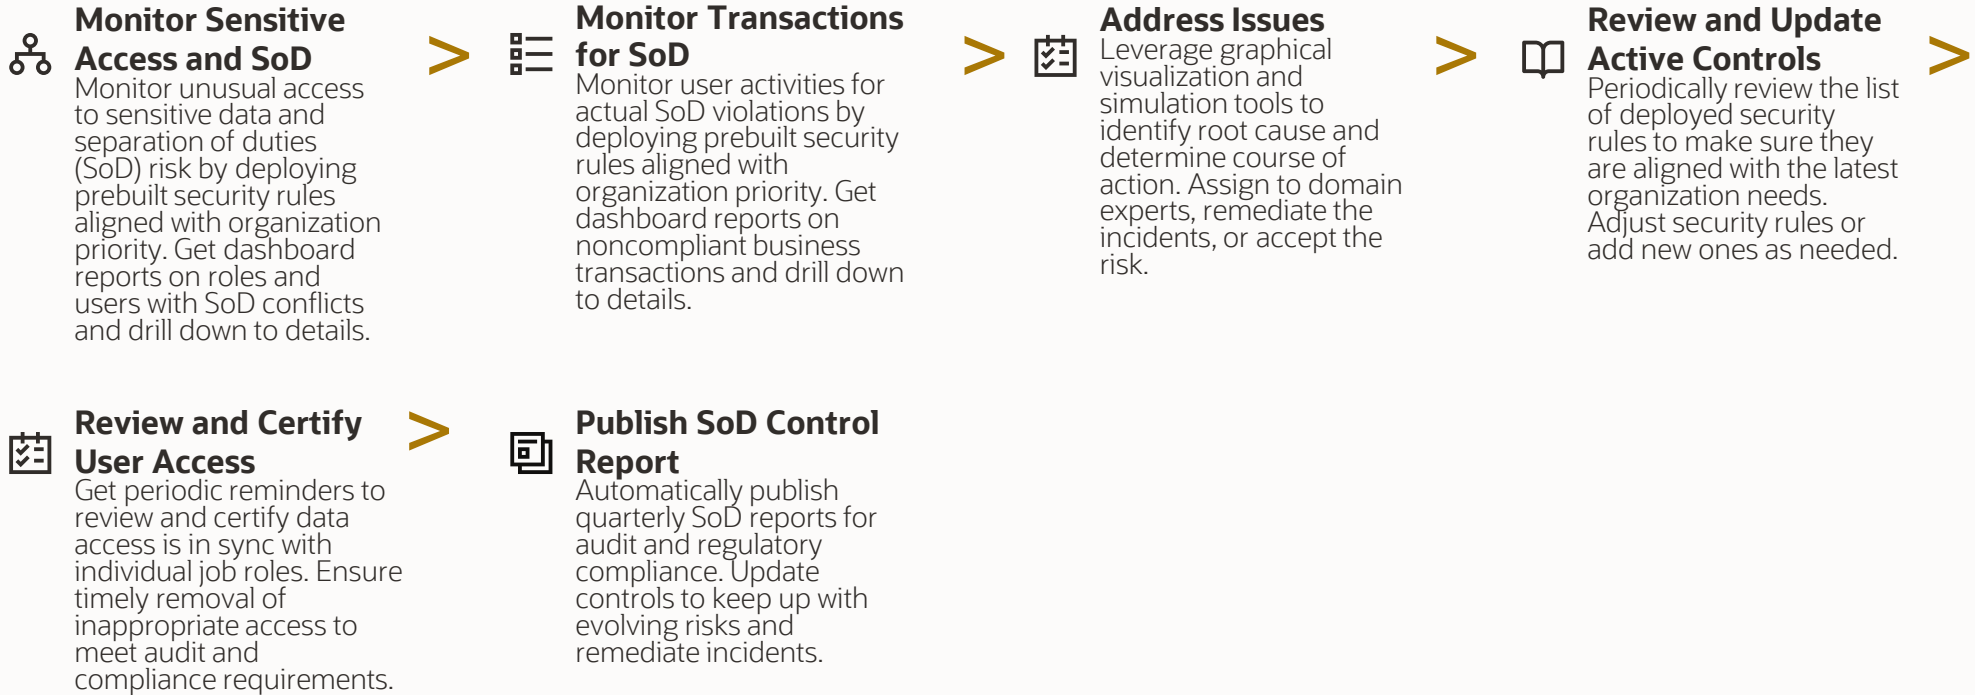 Monitor Sensitive
Access and SoD
Monitor unusual access
to sensitive data and
separation of duties
(SoD) risk by deploying
prebuilt security rules
aligned with organization
priority. Get dashboard
reports on roles and
users with SoD conflicts
and drill down to details.
>
Monitor Transactions
for SoD
Monitor user activities for
actual SoD violations by
deploying prebuilt security
rules aligned with
organization priority. Get
dashboard reports on
noncompliant business
transactions and drill down
to details.
>
Address Issues
Leverage graphical
visualization and
simulation tools to
identify root cause and
determine course of
action. Assign to domain
experts, remediate the
incidents, or accept the
risk.
>
Review and Update
Active Controls
Periodically review the list
of deployed security
rules to make sure they
are aligned with the latest
organization needs.
Adjust security rules or
add new ones as needed.
>
Review and Certify
User Access
Get periodic reminders to
review and certify data
access is in sync with
individual job roles. Ensure
timely removal of
inappropriate access to
meet audit and
compliance requirements.
>
Publish SoD Control
Report
Automatically publish
quarterly SoD reports for
audit and regulatory
compliance. Update
controls to keep up with
evolving risks and
remediate incidents.